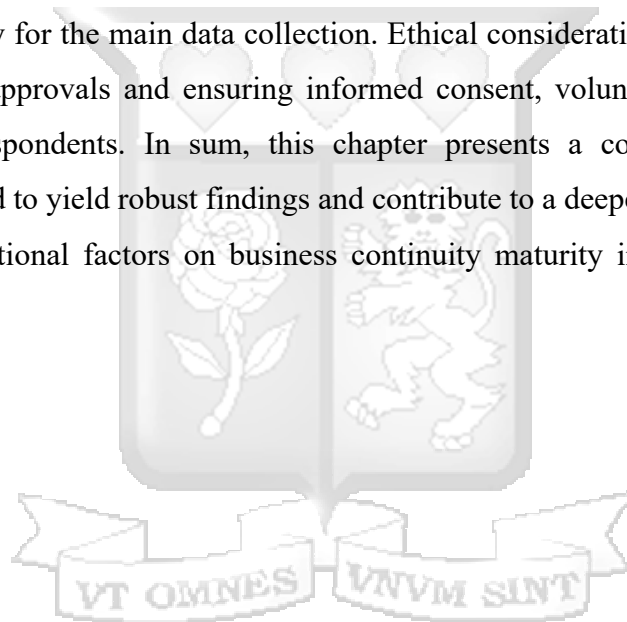 y for the main data collection. Ethical considerati
approvals and ensuring informed consent, volun
spondents. In sum, this chapter presents a co
d to yield robust findings and contribute to a deep
tional factors on business continuity maturity i
VT OMNES VNVM SINT